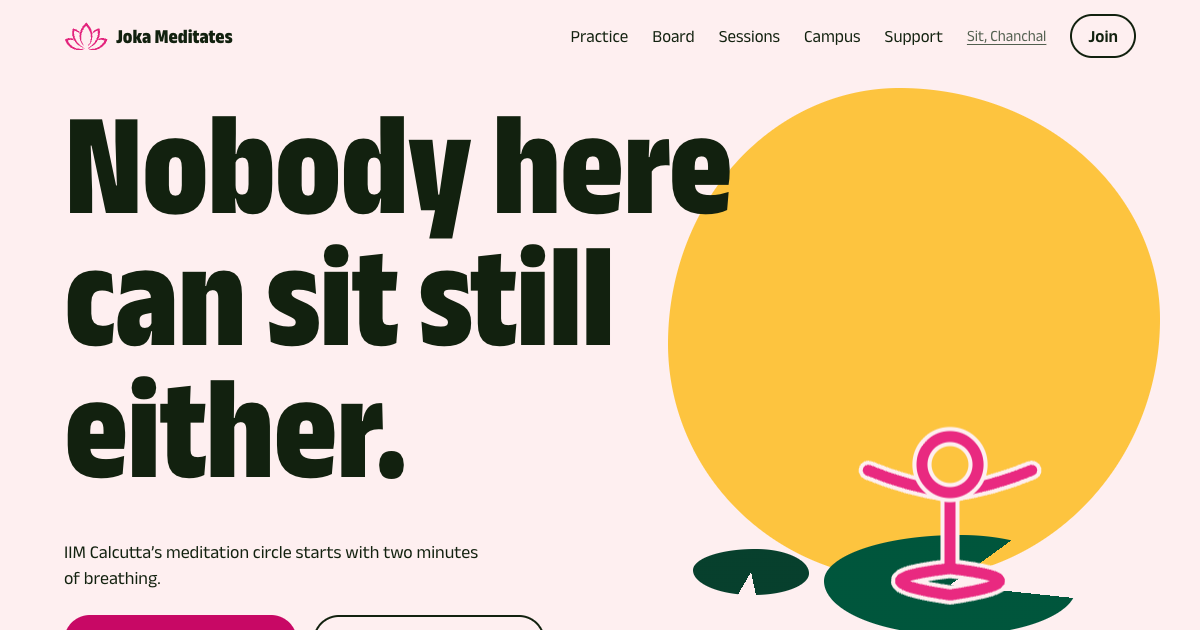 Joka Meditates
Practice Board Sessions Campus Support Sit, Chanchal Join
Nobody here
can sit still
either.
IIM Calcutta’s meditation circle starts with two minutes
of breathing.